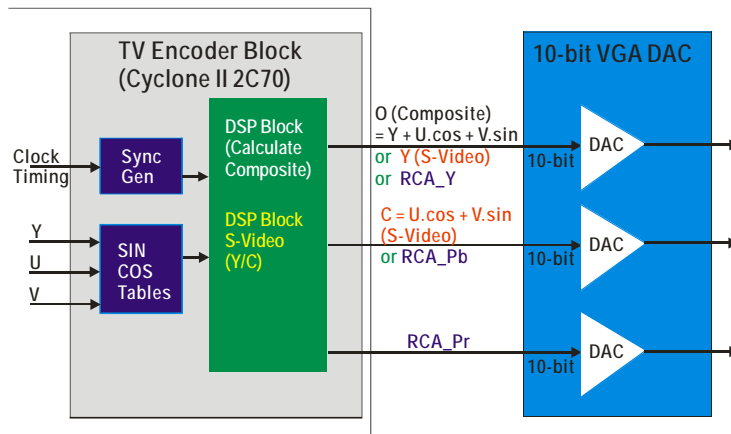 TV Encoder Block
(Cyclone II 2C70)
10-bit VGA DAC
Clock
Timing
Sync
Gen
Y
U
V
SIN
COS
Tables
DSP Block
(Calculate
Composite)
DSP Block
S-Video
(Y/C)
O (Composite)
= Y + U.cos + V.sin
or Y (S-Video)
or RCA_Y
10-bit
DAC
C = U.cos + V.sin
(S-Video)
or RCA_Pb
10-bit
DAC
RCA_Pr
10-bit
DAC